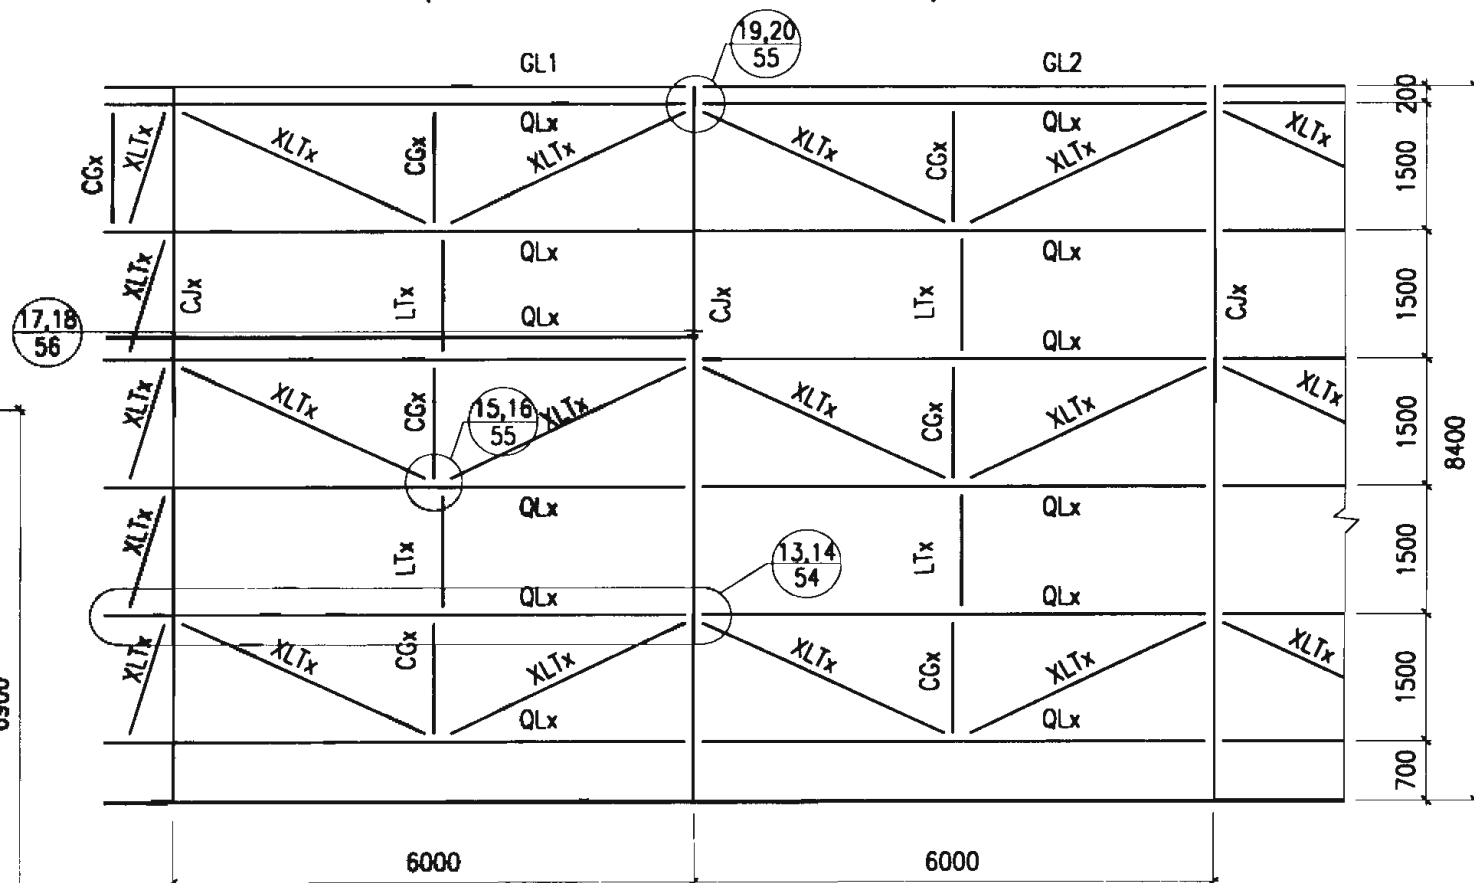 19,20
55
GL1
GL2
200
QLx
QLx
XLTx
XLTx
CGx
XLTx
XLTx
CGx
XLTx
XLTx
CGx
1500
QLx
QLx
XLTx
CJx
LTx
CJx
LTx
CJx
1500
17,18
56
QLx
QLx
XLTx
XLTx
CGx
15,16
55
XLTx
XLTx
CGx
XLTx
XLTx
1500
8400
QLx
QLx
XLTx
LTx
LTx
13,14
54
1500
QLx
QLx
XLTx
XLTx
CGx
XLTx
XLTx
CGx
XLTx
XLTx
1500
QLx
QLx
700
6000
6000